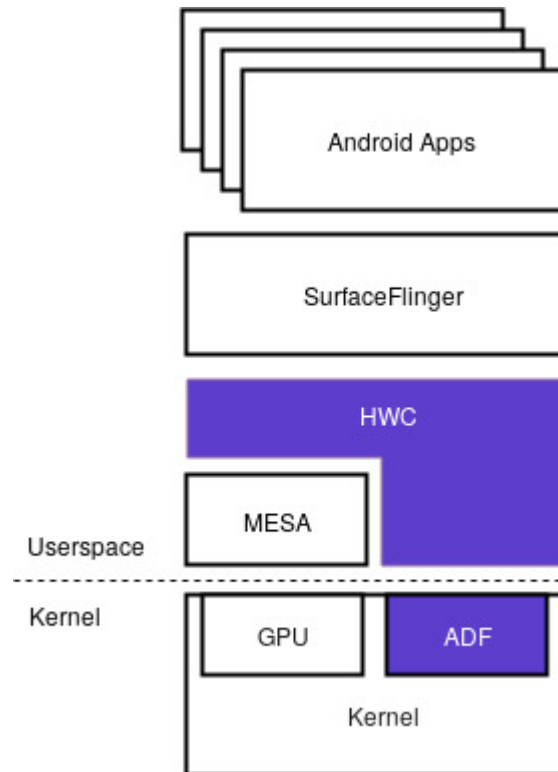 Android Apps
SurfaceFlinger
HWC
MESA
Userspace
Kernel
GPU
ADF
Kernel